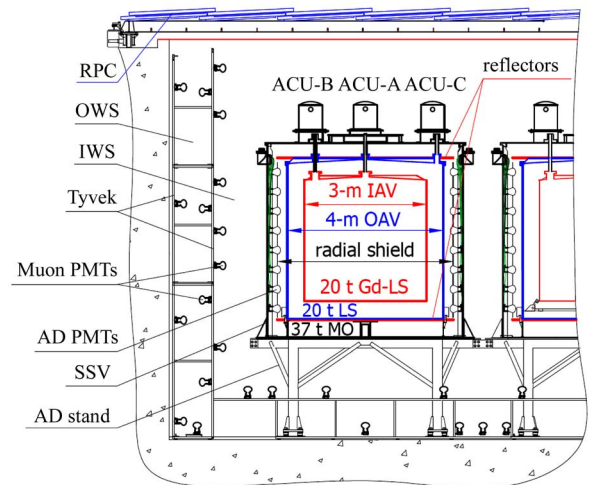 RPC
OWS
IWS
Tyvek
Muon PMTs
AD PMTs
SSV
AD stand
ACU-B ACU-A ACU-C
reflectors
3-m IAV
4-m OAV
radial shield
20 t Gd-LS
20 t LS
37 t MO